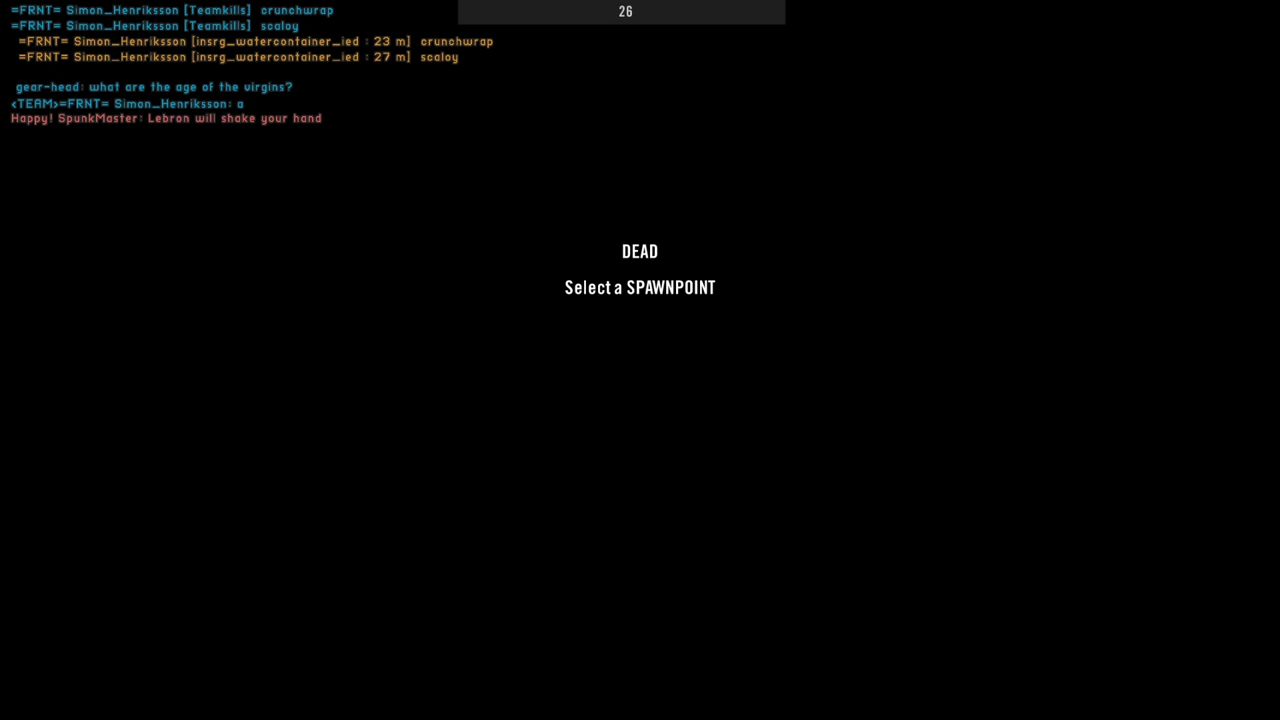 =FRNT= Simon_Henriksson [Teamkills] crunchwrap
26
=FRNT= Simon_Henriksson [Teamkills] scaloy
=FRNT= Simon_Henriksson [insrg_watercontainer_ied : 23 m] crunchwrap
=FRNT= Simon_Henriksson [insrg_watercontainer_ied : 27 m] scaloy
gear-head: what are the age of the virgins?
<TEAM>=FRNT= Simon_Henriksson: a
Happy! SpunkMaster: Lebron will shake your hand
DEAD
Select a SPAWNPOINT